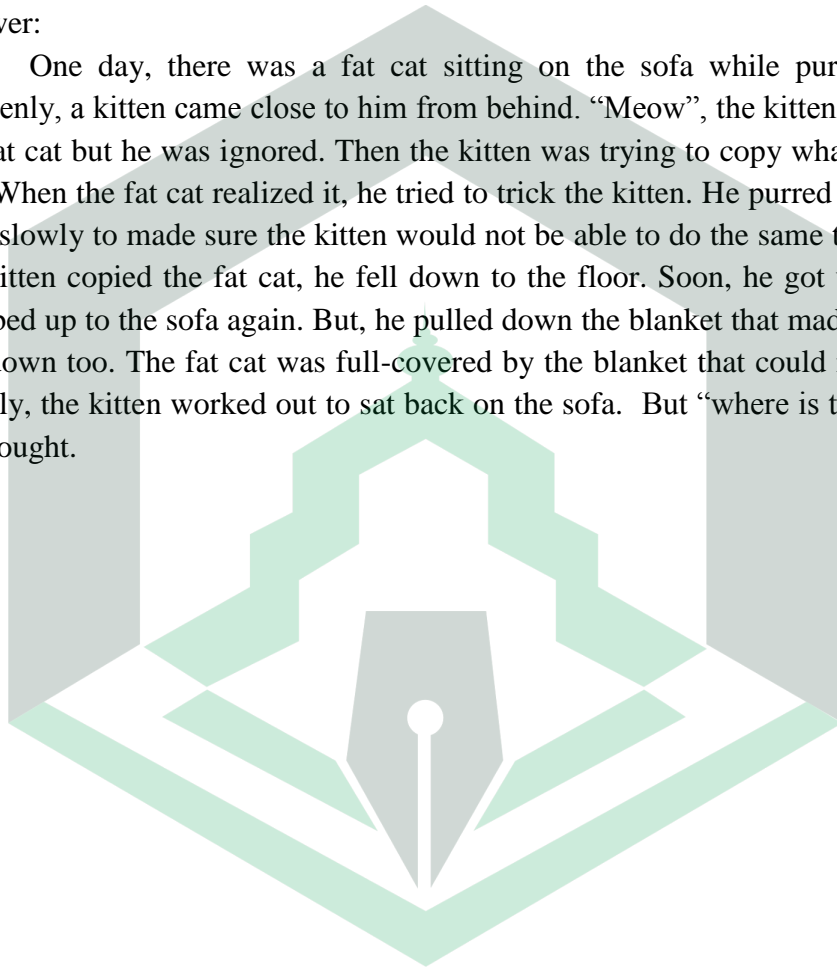 ver:
One day, there was a fat cat sitting on the sofa while pur
enly, a kitten came close to him from behind. “Meow”, the kitten
at cat but he was ignored. Then the kitten was trying to copy wha
When the fat cat realized it, he tried to trick the kitten. He purred
slowly to made sure the kitten would not be able to do the same t
itten copied the fat cat, he fell down to the floor. Soon, he got
ped up to the sofa again. But, he pulled down the blanket that mad
down too. The fat cat was full-covered by the blanket that could
ly, the kitten worked out to sat back on the sofa. But “where is t
ought.